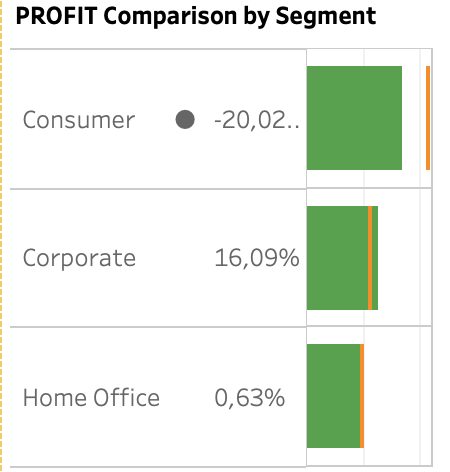 PROFIT Comparison by Segment
Consumer ● -20,02..
Corporate 16,09%
Home Office 0,63%